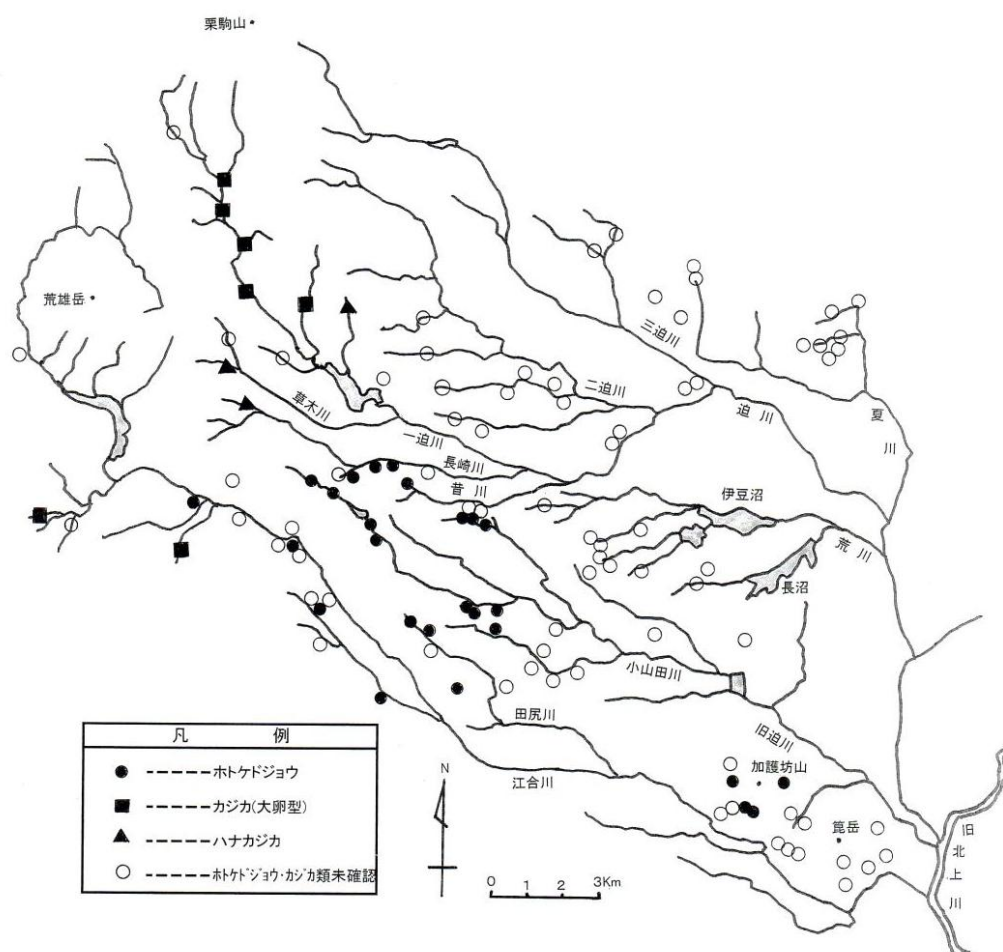 栗駒山
荒雄岳
三迫川
二迫川
迫川
夏川
草木川
一迫川
長崎川
昔川
伊豆沼
荒川
長沼
小山田川
田尻川
旧迫川
江合川
加護坊山
箟岳
旧北上川
凡例
ホトケドジョウ
カジカ(大卵型)
ハナカジカ
ホトケドジョウ・カジカ類未確認
N
0 1 2 3Km